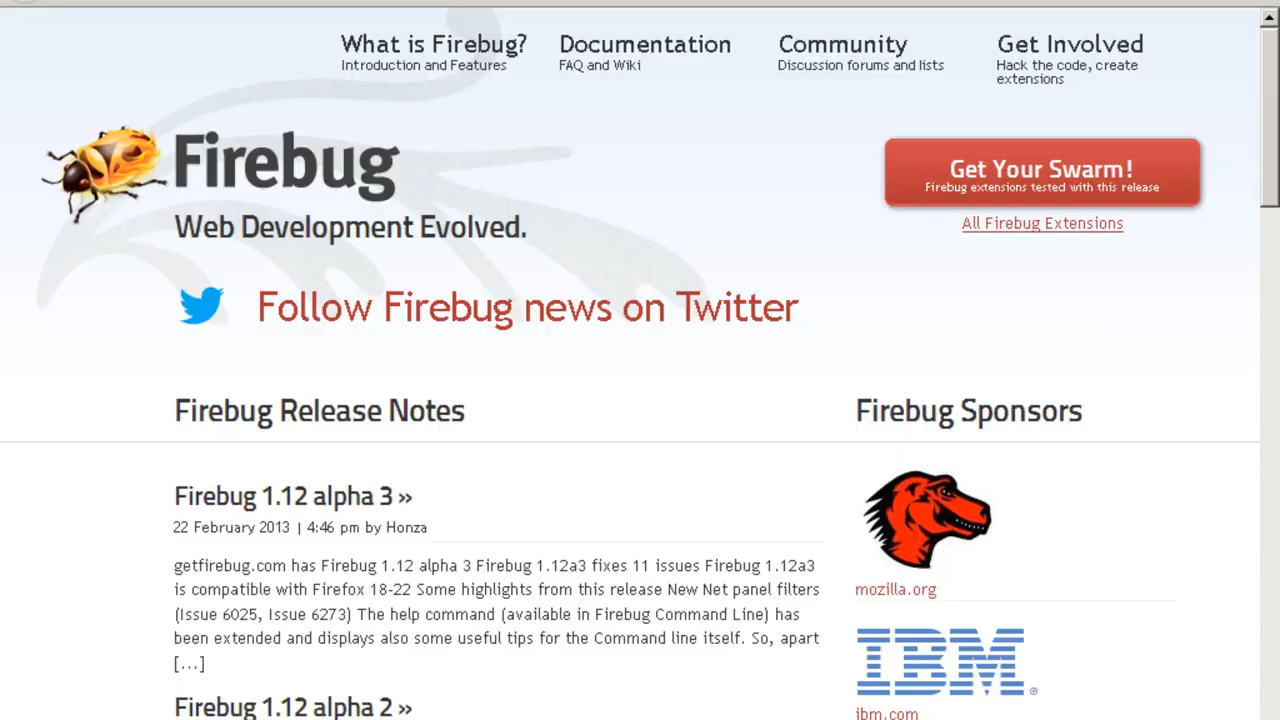 What is Firebug?
Introduction and Features
Documentation
FAQ and Wiki
Community
Discussion forums and lists
Get Involved
Hack the code, create
extensions
Firebug
Web Development Evolved.
Get Your Swarm!
Firebug extensions tested with this release
All Firebug Extensions
Follow Firebug news on Twitter
Firebug Release Notes
Firebug 1.12 alpha 3 »
22 February 2013 | 4:46 pm by Honza
getfirebug.com has Firebug 1.12 alpha 3 Firebug 1.12a3 fixes 11 issues Firebug 1.12a3
is compatible with Firefox 18-22 Some highlights from this release New Net panel filters
(Issue 6025, Issue 6273) The help command (available in Firebug Command Line) has
been extended and displays also some useful tips for the Command line itself. So, apart
[...]
Firebug 1.12 alpha 2 »
Firebug Sponsors
mozilla.org
IBM®
ibm.com